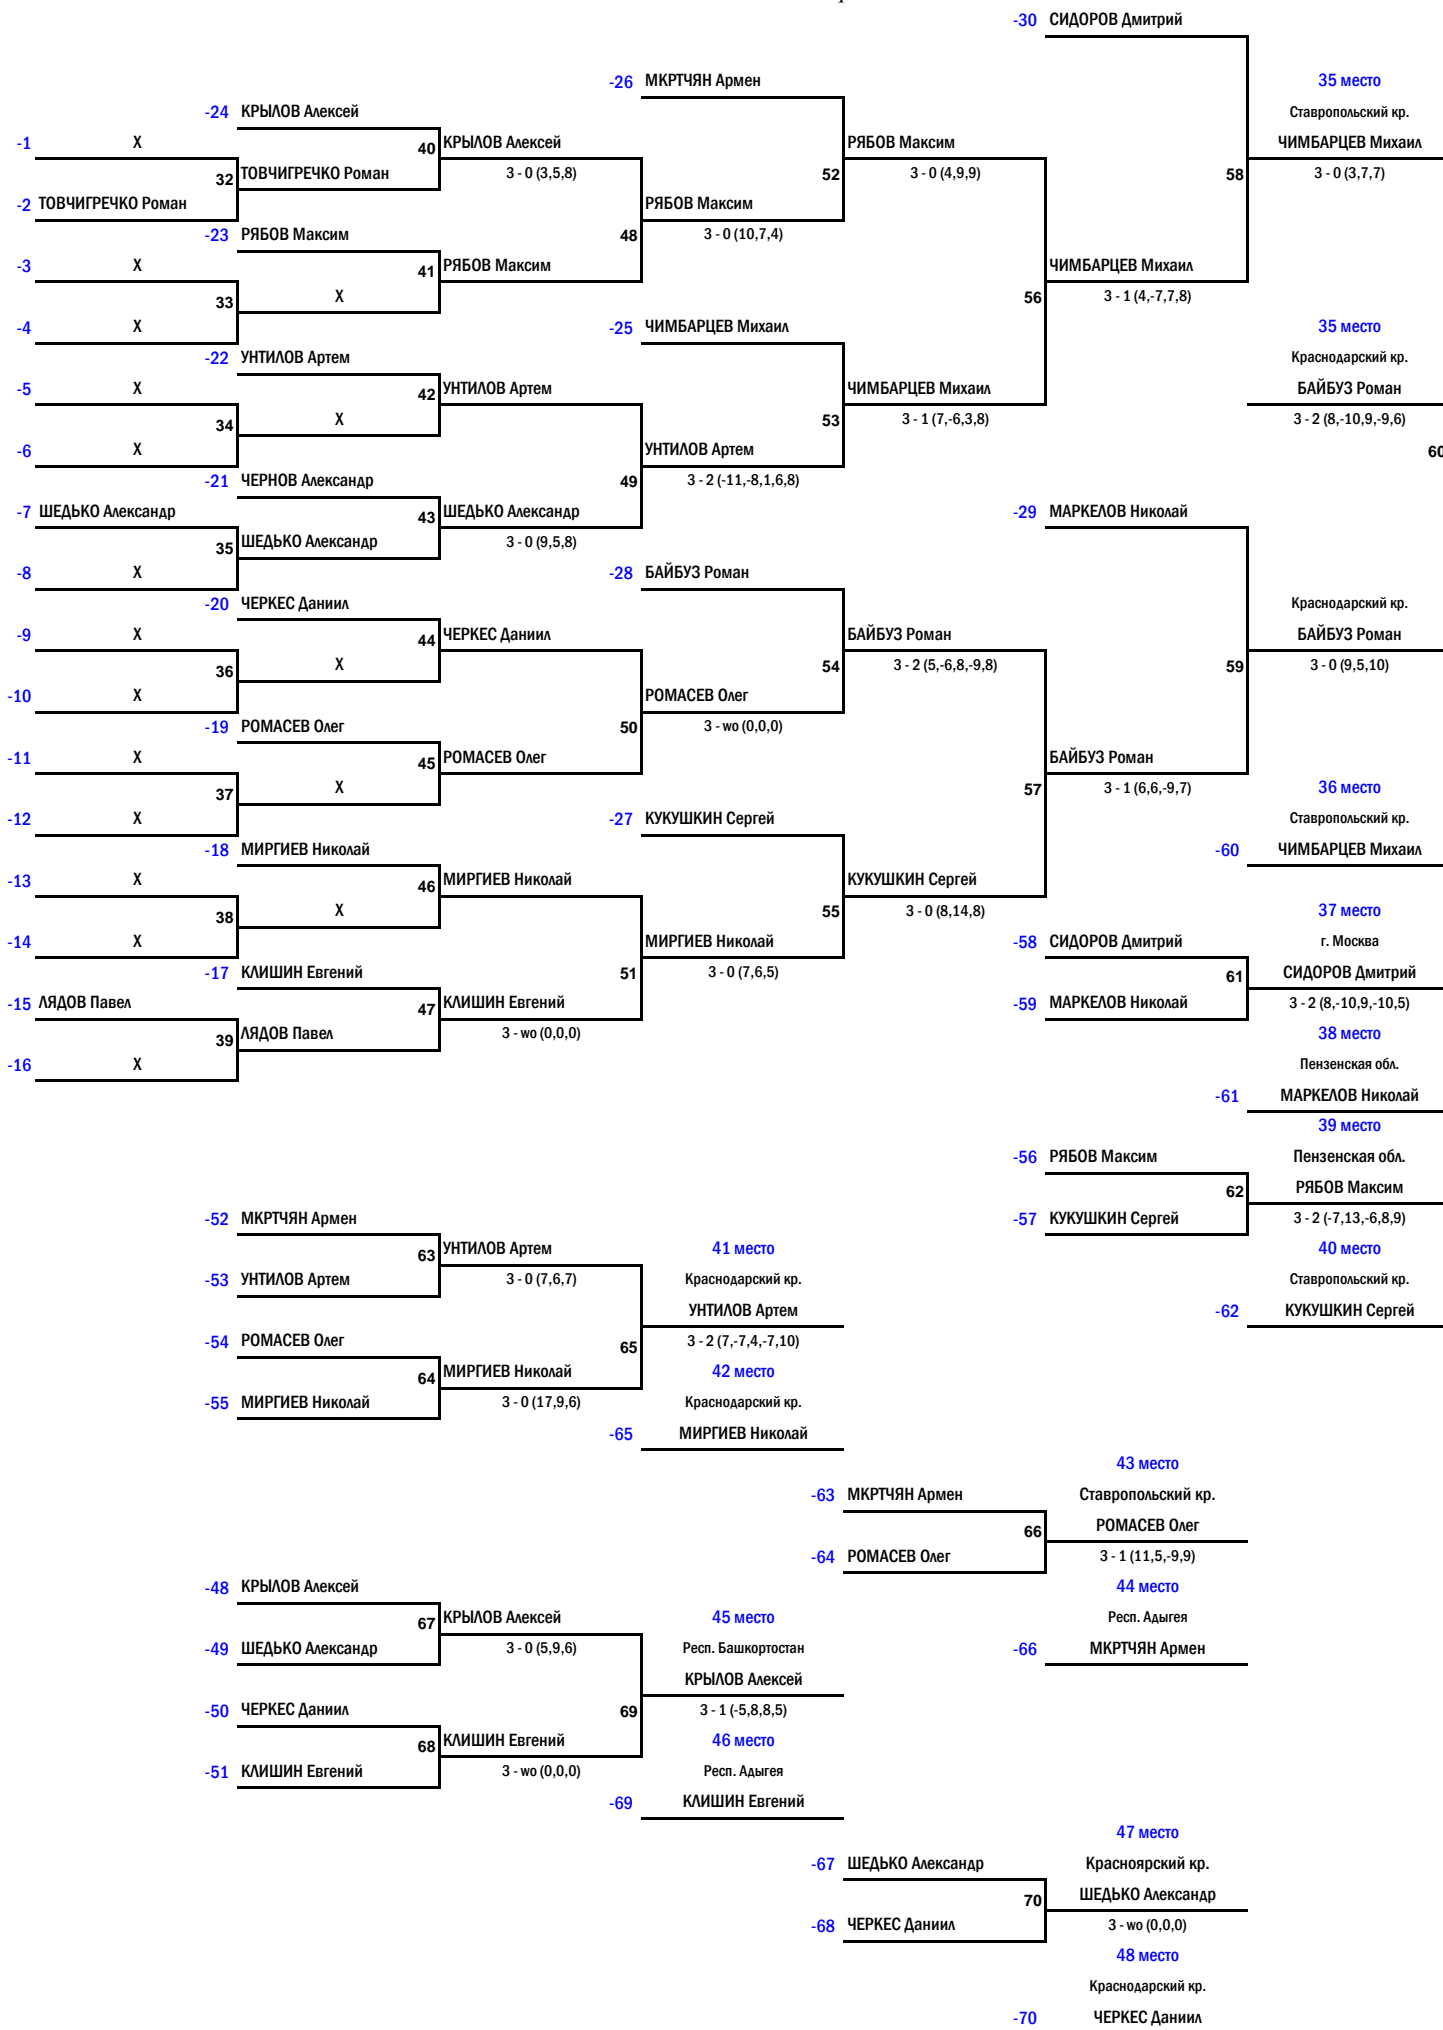 -30 СИДОРОВ Дмитрий
-26 МКРТЧЯН Армен
35 место
-24 КРЫЛОВ Алексей
Ставропольский кр.
-1 X
40 КРЫЛОВ Алексей
РЯБОВ Максим
ЧИМБАРЦЕВ Михаил
32 ТОВЧИГРЕЧКО Роман
3 - 0 (3,5,8)
52
3 - 0 (4,9,9)
58
3 - 0 (3,7,7)
-2 ТОВЧИГРЕЧКО Роман
РЯБОВ Максим
-23 РЯБОВ Максим
48
3 - 0 (10,7,4)
-3 X
41 РЯБОВ Максим
ЧИМБАРЦЕВ Михаил
33
X
56
3 - 1 (4,-7,7,8)
-4 X
-25 ЧИМБАРЦЕВ Михаил
35 место
-22 УНТИЛОВ Артем
Краснодарский кр.
-5 X
42 УНТИЛОВ Артем
ЧИМБАРЦЕВ Михаил
БАЙБУЗ Роман
34
X
53
3 - 1 (7,-6,3,8)
3 - 2 (8,-10,9,-9,6)
-6 X
УНТИЛОВ Артем
60
-21 ЧЕРНОВ Александр
49
3 - 2 (-11,-8,1,6,8)
-7 ШЕДЬКО Александр
43 ШЕДЬКО Александр
-29 МАРКЕЛОВ Николай
35 ШЕДЬКО Александр
3 - 0 (9,5,8)
-8 X
-28 БАЙБУЗ Роман
-20 ЧЕРКЕС Даниил
Краснодарский кр.
-9 X
44 ЧЕРКЕС Даниил
БАЙБУЗ Роман
БАЙБУЗ Роман
36
X
54
3 - 2 (5,-6,8,-9,8)
59
3 - 0 (9,5,10)
-10 X
РОМАСЕВ Олег
-19 РОМАСЕВ Олег
50
3 - wo (0,0,0)
-11 X
45 РОМАСЕВ Олег
БАЙБУЗ Роман
37
X
57
3 - 1 (6,6,-9,7)
36 место
-12 X
-27 КУКУШКИН Сергей
Ставропольский кр.
-18 МИРГИЕВ Николай
-60 ЧИМБАРЦЕВ Михаил
-13 X
46 МИРГИЕВ Николай
КУКУШКИН Сергей
38
X
55
3 - 0 (8,14,8)
37 место
-14 X
МИРГИЕВ Николай
-58 СИДОРОВ Дмитрий
г. Москва
-17 КЛИШИН Евгений
51
3 - 0 (7,6,5)
61
СИДОРОВ Дмитрий
-15 ЛЯДОВ Павел
47 КЛИШИН Евгений
-59 МАРКЕЛОВ Николай
3 - 2 (8,-10,9,-10,5)
39 ЛЯДОВ Павел
3 - wo (0,0,0)
38 место
-16 X
Пензенская обл.
-61 МАРКЕЛОВ Николай
39 место
-56 РЯБОВ Максим
Пензенская обл.
62
РЯБОВ Максим
-52 МКРТЧЯН Армен
-57 КУКУШКИН Сергей
3 - 2 (-7,13,-6,8,9)
63 УНТИЛОВ Артем
41 место
40 место
-53 УНТИЛОВ Артем
3 - 0 (7,6,7)
Краснодарский кр.
Ставропольский кр.
УНТИЛОВ Артем
-62 КУКУШКИН Сергей
-54 РОМАСЕВ Олег
65
3 - 2 (7,-7,4,-7,10)
64 МИРГИЕВ Николай
42 место
-55 МИРГИЕВ Николай
3 - 0 (17,9,6)
Краснодарский кр.
-65 МИРГИЕВ Николай
43 место
-63 МКРТЧЯН Армен
Ставропольский кр.
66
РОМАСЕВ Олег
-64 РОМАСЕВ Олег
3 - 1 (11,5,-9,9)
-48 КРЫЛОВ Алексей
44 место
67 КРЫЛОВ Алексей
45 место
Респ. Адыгея
-49 ШЕДЬКО Александр
3 - 0 (5,9,6)
Респ. Башкортостан
-66 МКРТЧЯН Армен
КРЫЛОВ Алексей
-50 ЧЕРКЕС Даниил
69
3 - 1 (-5,8,8,5)
68 КЛИШИН Евгений
46 место
-51 КЛИШИН Евгений
3 - wo (0,0,0)
Респ. Адыгея
-69 КЛИШИН Евгений
47 место
-67 ШЕДЬКО Александр
Красноярский кр.
70
ШЕДЬКО Александр
-68 ЧЕРКЕС Даниил
3 - wo (0,0,0)
48 место
Краснодарский кр.
-70 ЧЕРКЕС Даниил